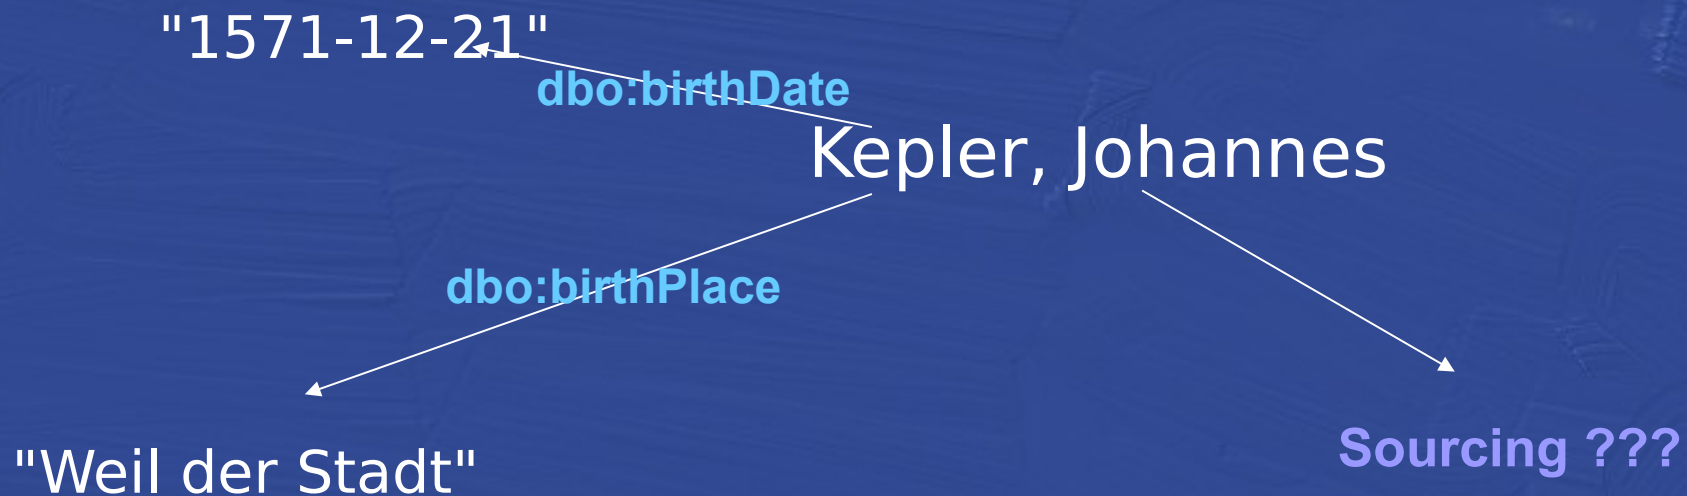 "1571-12-21"
dbo:birthDate
Kepler, Johannes
dbo:birthPlace
Sourcing ???
"Weil der Stadt"